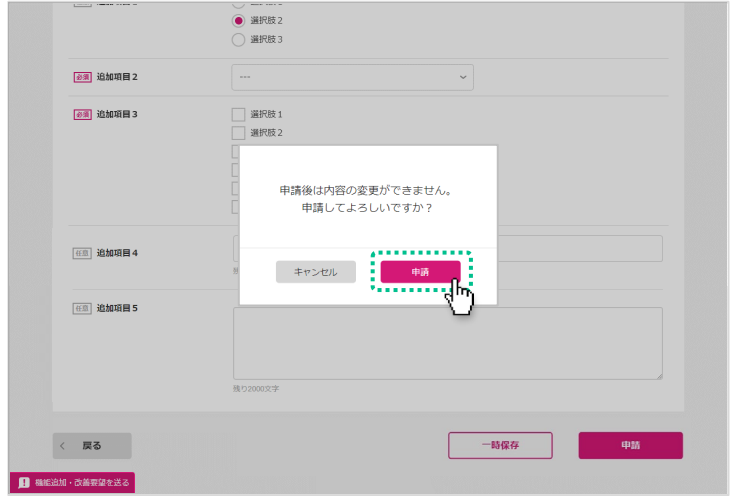 選択肢2
選択肢3
必須 追加項目2
---
必須 追加項目3
選択肢1
選択肢2
申請後は内容の変更ができません。
申請してよろしいですか？
キャンセル
申請
任意 追加項目4
任意 追加項目5
残り2000文字
戻る
一時保存
申請
機能追加・改善要望を送る